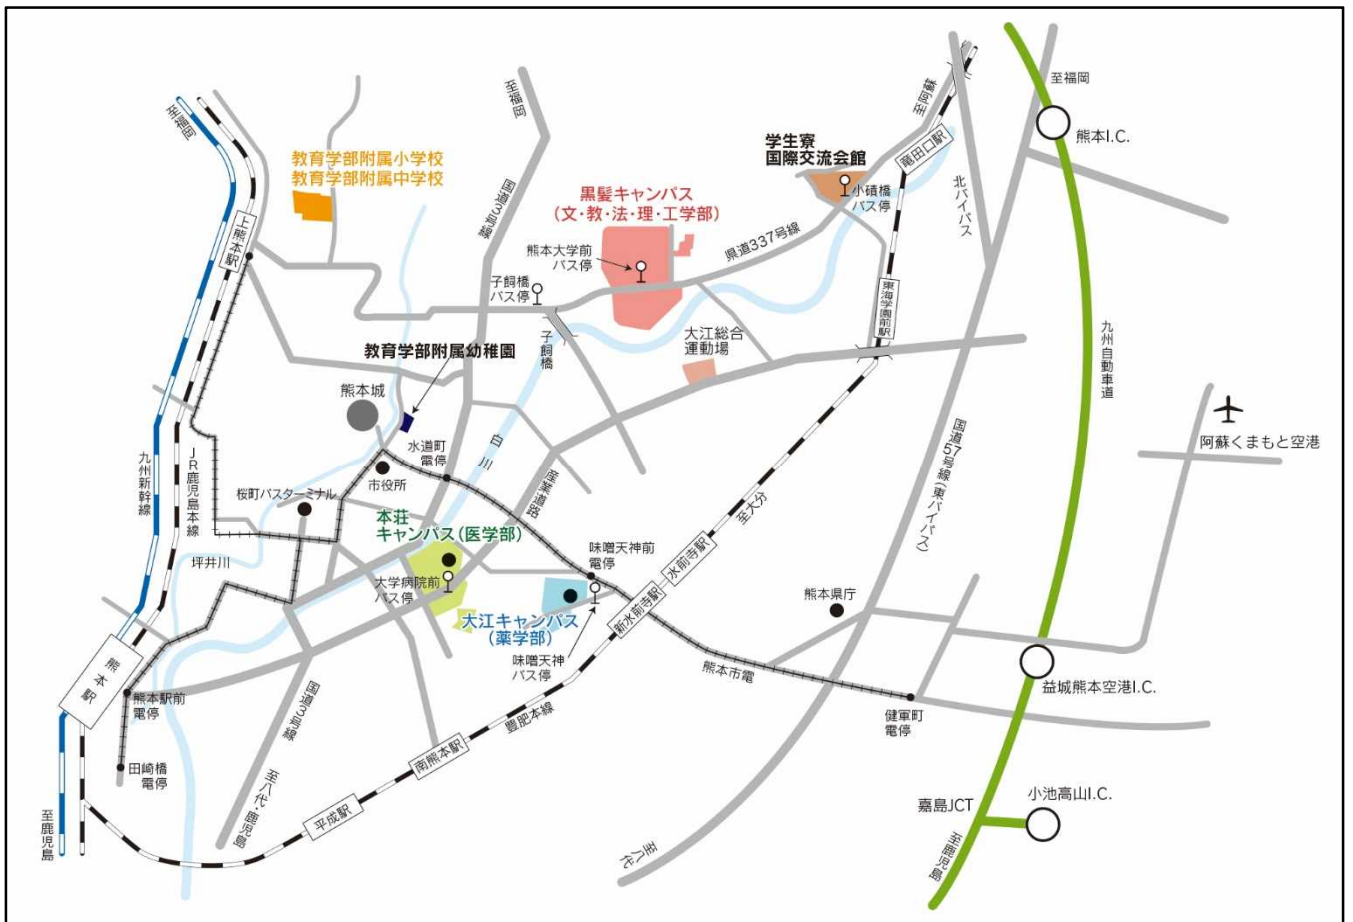 至福岡
教育学部附属小学校
教育学部附属中学校
上熊本駅
至福岡
国道3号線
学生寮
国際交流会館
小磧橋
バス停
黒髪キャンパス
(文・教・法・理・工学部)
熊本大学前
バス停
県道337号線
至阿蘇
竜田口駅
北バイパス
至福岡
熊本I.C.
子飼橋
バス停
子飼橋
東海学園前駅
大江総合
運動場
九州自動車道
教育学部附属幼稚園
熊本城
水道町
電停
白川
産業道路
国道57号線(東バイパス)
阿蘇くまもと空港
九州新幹線
JR鹿児島本線
桜町バスターミナル
市役所
坪井川
本荘
キャンパス(医学部)
大学病院前
バス停
味噌天神前
電停
至大分
水前寺駅
新水前寺駅
大江キャンパス
(薬学部)
味噌天神
バス停
熊本県庁
熊本市電
健軍町
電停
益城熊本空港I.C.
熊本駅
熊本駅前
電停
田崎橋
電停
国道3号線
至八代・鹿児島
豊肥本線
南熊本駅
平成駅
至鹿児島
至八代
嘉島JCT
小池高山I.C.
至鹿児島